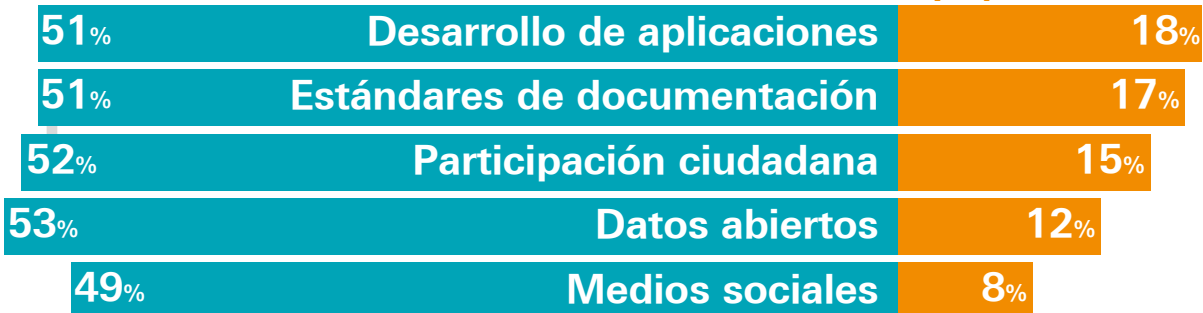 51% Desarrollo de aplicaciones 18%
51% Estándares de documentación 17%
52% Participación ciudadana 15%
53% Datos abiertos 12%
49% Medios sociales 8%